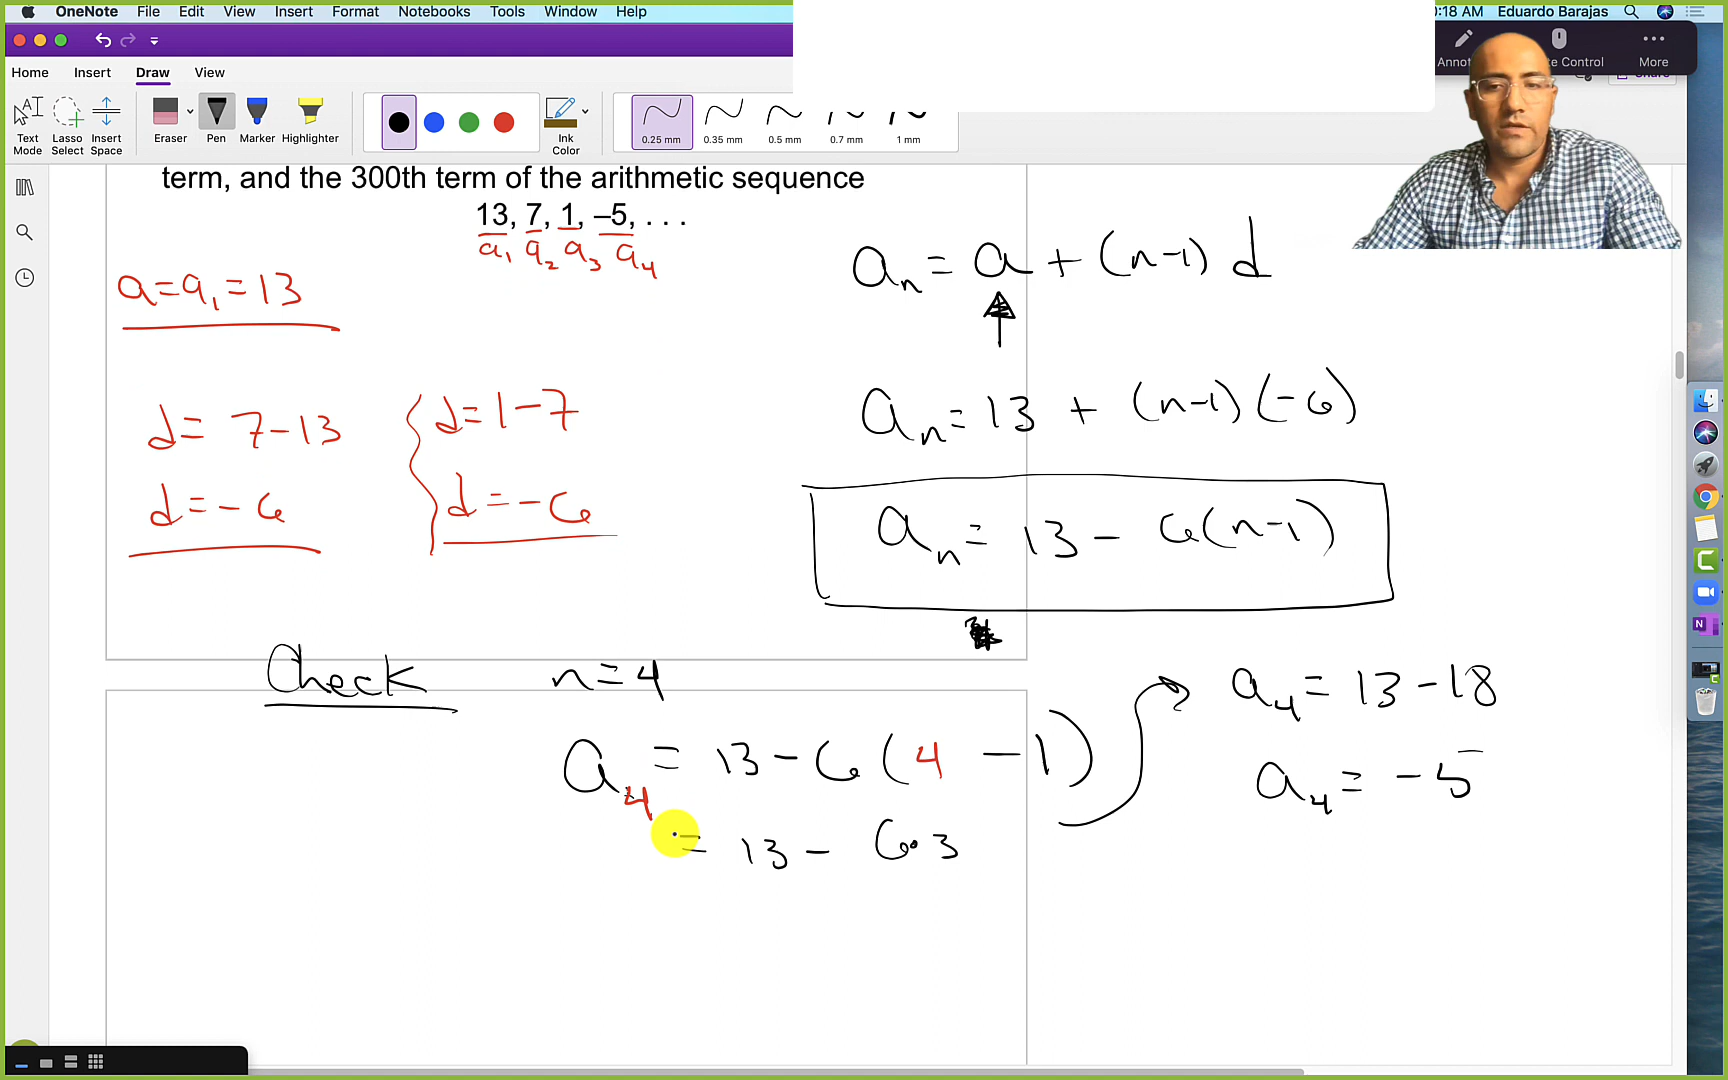 OneNote File Edit View Insert Format Notebooks Tools Window Help
:18 AM Eduardo Barajas
Home Insert Draw View
More
Text Mode
Lasso Select
Insert Space
Eraser
Pen
Marker
Highlighter
Ink Color
0.25 mm
0.35 mm
0.5 mm
0.7 mm
1 mm
term, and the 300th term of the arithmetic sequence
13, 7, 1, –5, . . .
a₁ a₂ a₃ a₄
a = a₁ = 13
d = 7 - 13
d = - 6
d = 1 - 7
d = - 6
aₙ = a + (n-1) d
aₙ = 13 + (n-1) (-6)
aₙ = 13 - 6(n-1)
Check n = 4
a₄ = 13 - 6 (4 - 1)
= 13 - 6·3
a₄ = 13 - 18
a₄ = - 5